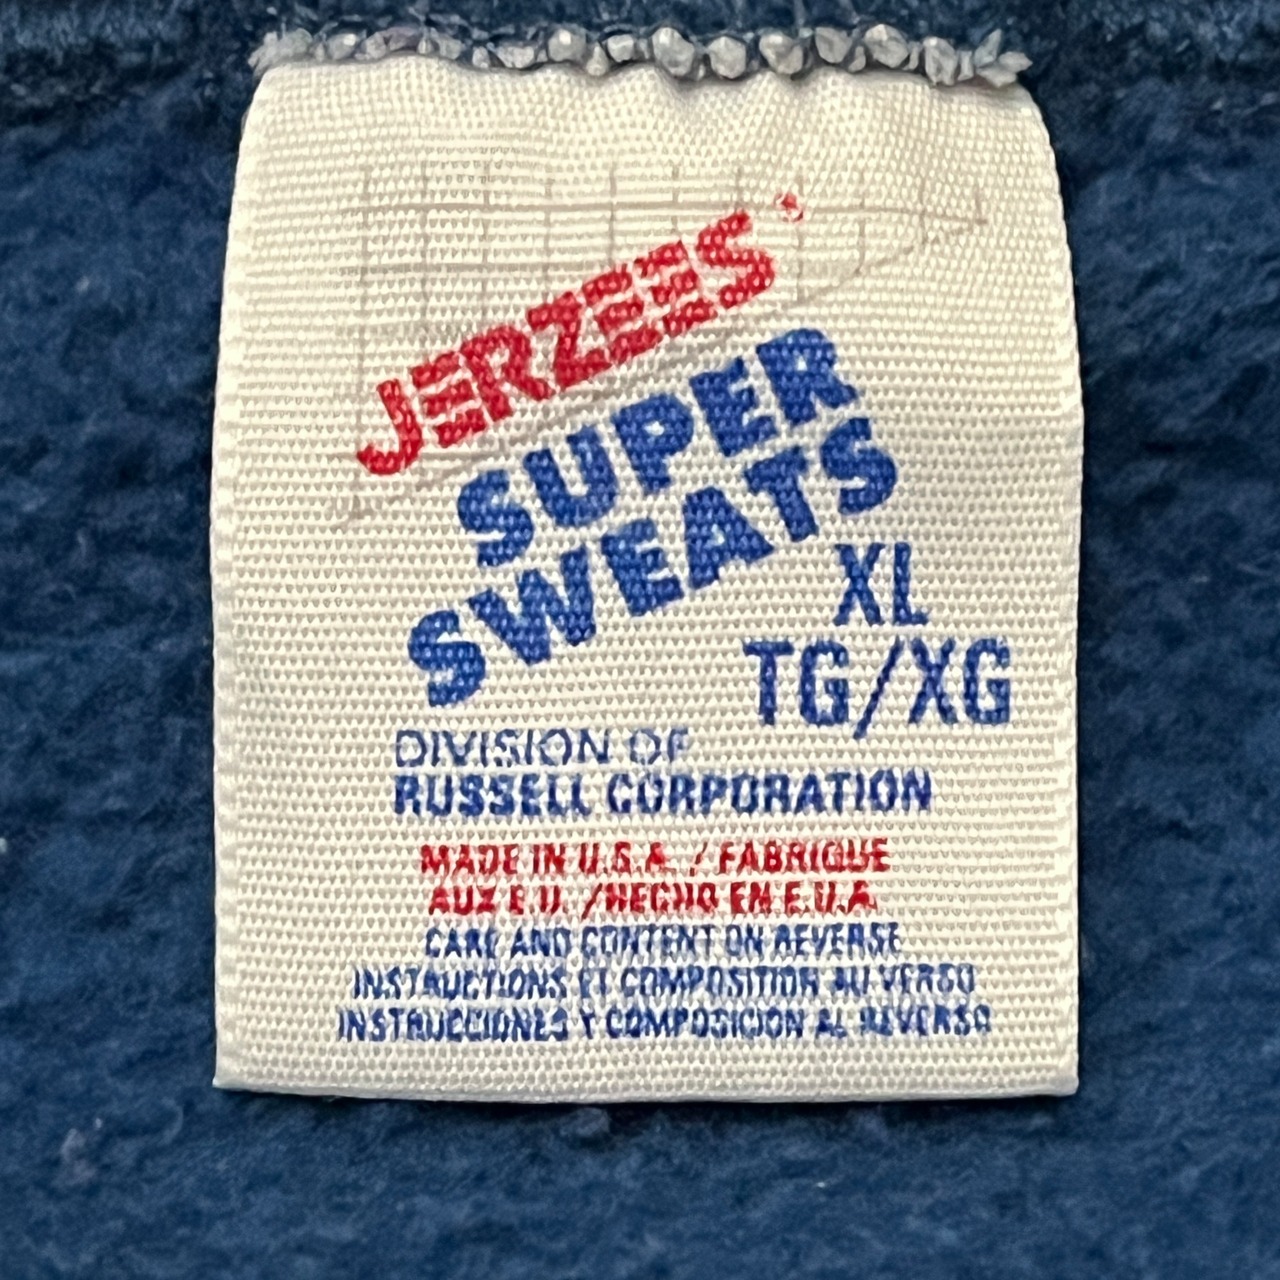 JERZEES®
SUPER
SWEATS
XL
TG/XG
DIVISION OF
RUSSELL CORPORATION
MADE IN U.S.A. / FABRIQUE
AUX E.U. /HECHO EN E.U.A.
CARE AND CONTENT ON REVERSE
INSTRUCTIONS ET COMPOSITION AU VERSO
INSTRUCCIONES Y COMPOSICION AL REVERSO